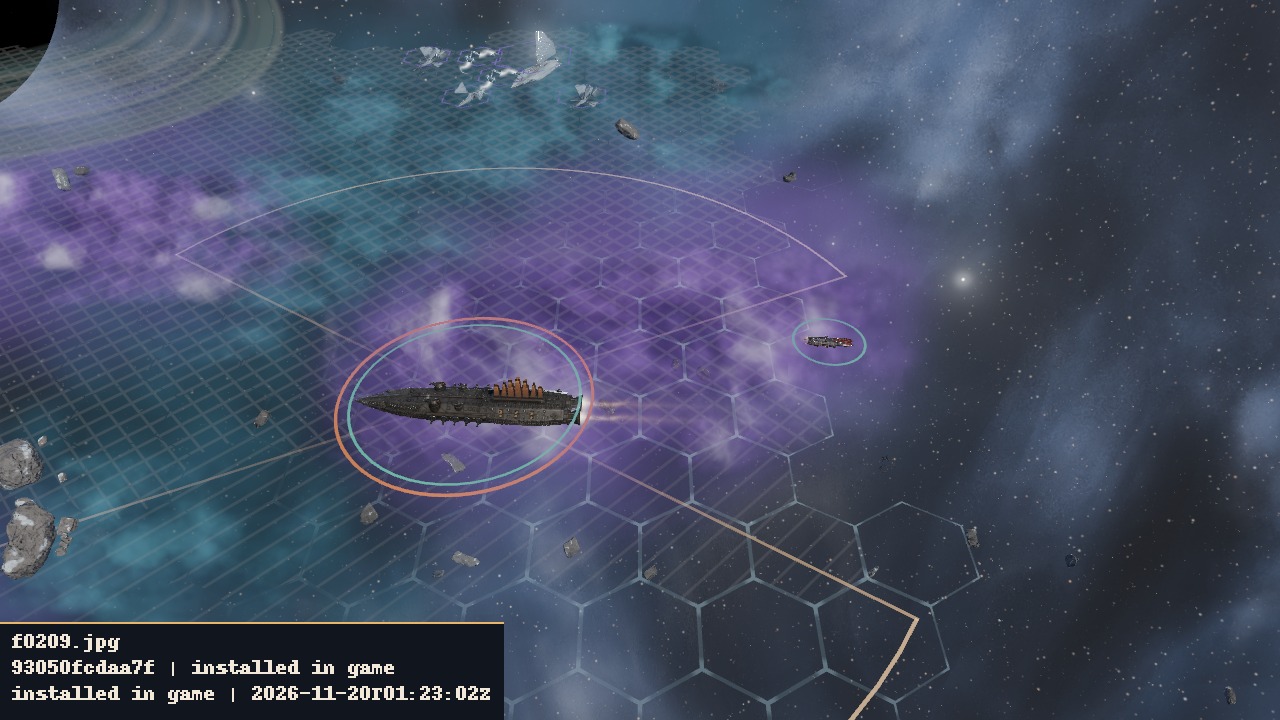 f0209.jpg
93050fcdaa7f | installed in game
installed in game | 2026-11-20T01:23:02Z